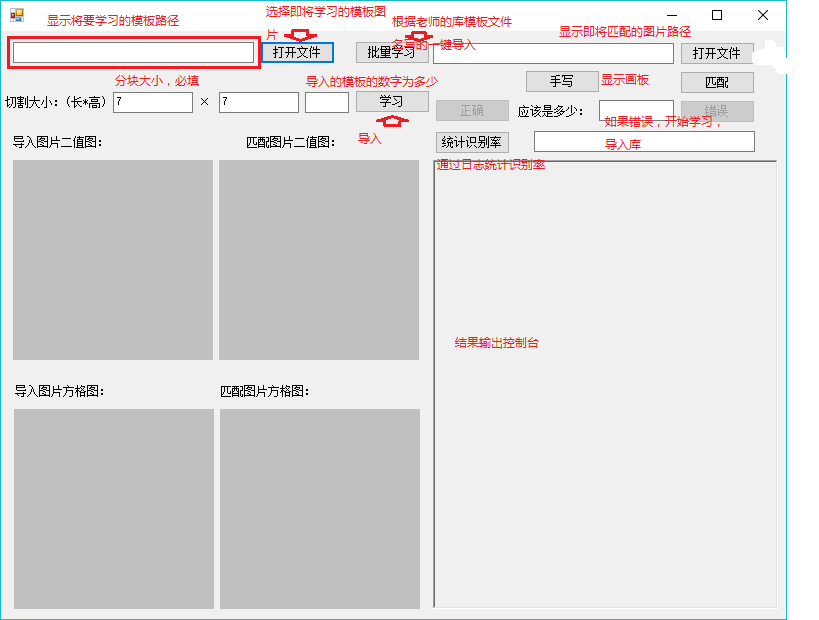 显示将要学习的模板路径
选择即将学习的模板图
片
根据老师的库模板文件
名写的一键导入
显示即将匹配的图片路径
打开文件
批量学习
打开文件
分块大小，必填
导入的模板的数字为多少
手写
显示画板
匹配
切割大小：（长*高）
7
×
7
学习
正确
应该是多少：
错误
如果错误，开始学习，
导入库
导入图片二值图：
匹配图片二值图：
导入
统计识别率
通过日志统计识别率
结果输出控制台
导入图片方格图：
匹配图片方格图：